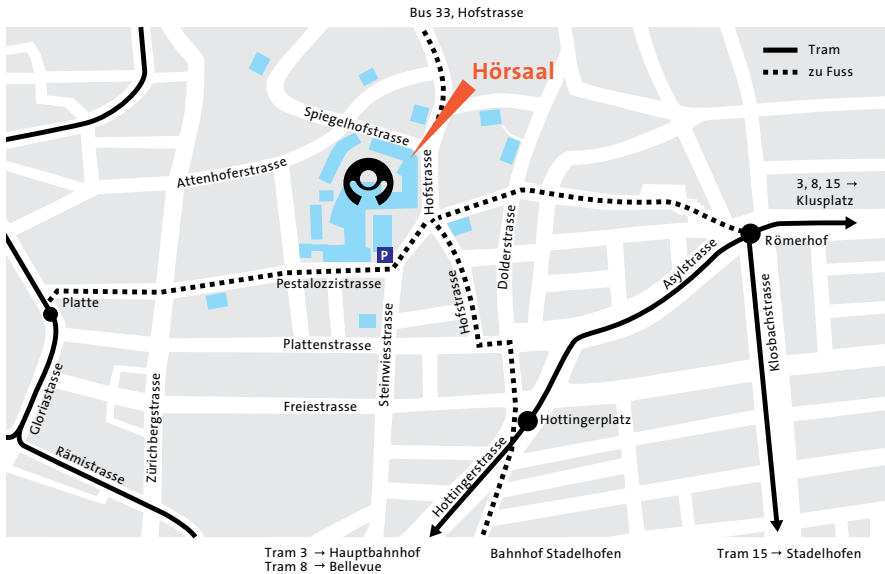 Bus 33, Hofstrasse
Hörsaal
Tram
zu Fuss
Spiegelhofstrasse
Attenhoferstrasse
Hofstrasse
3, 8, 15 →
Klusplatz
Römerhof
Dolderstrasse
Asylstrasse
P
Pestalozzistrasse
Platte
Hofstrasse
Klosbachstrasse
Plattenstrasse
Steinwiesstrasse
Gloriastasse
Zürichbergstrasse
Freiestrasse
Hottingerplatz
Rämistrasse
Hottingerstrasse
Tram 3 → Hauptbahnhof
Tram 8 → Bellevue
Bahnhof Stadelhofen
Tram 15 → Stadelhofen